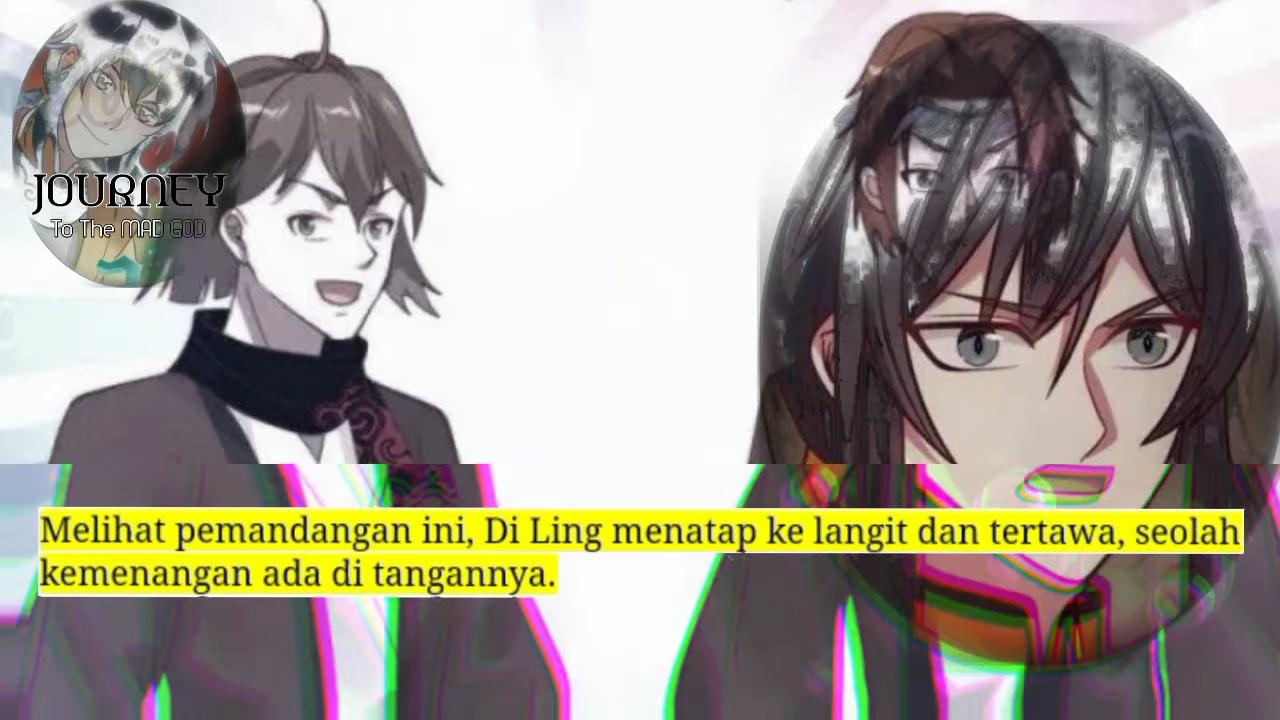 JOURNEY
To The MAD GOD
Melihat pemandangan ini, Di Ling menatap ke langit dan tertawa, seolah
kemenangan ada di tangannya.